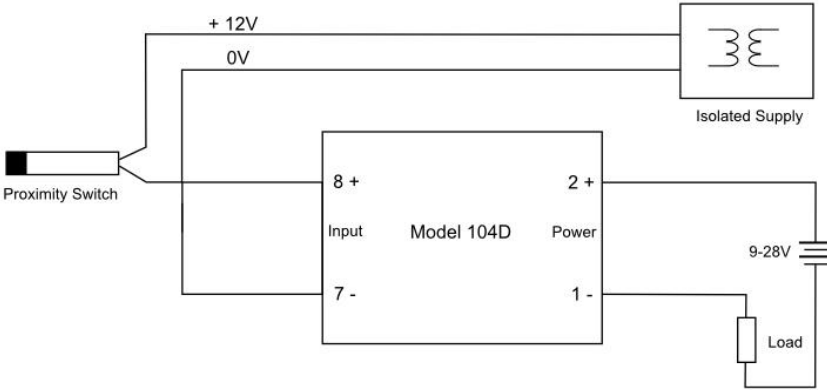 + 12V
0V
Isolated Supply
Proximity Switch
8 +
2 +
Input
Model 104D
Power
9-28V
7 -
1 -
Load